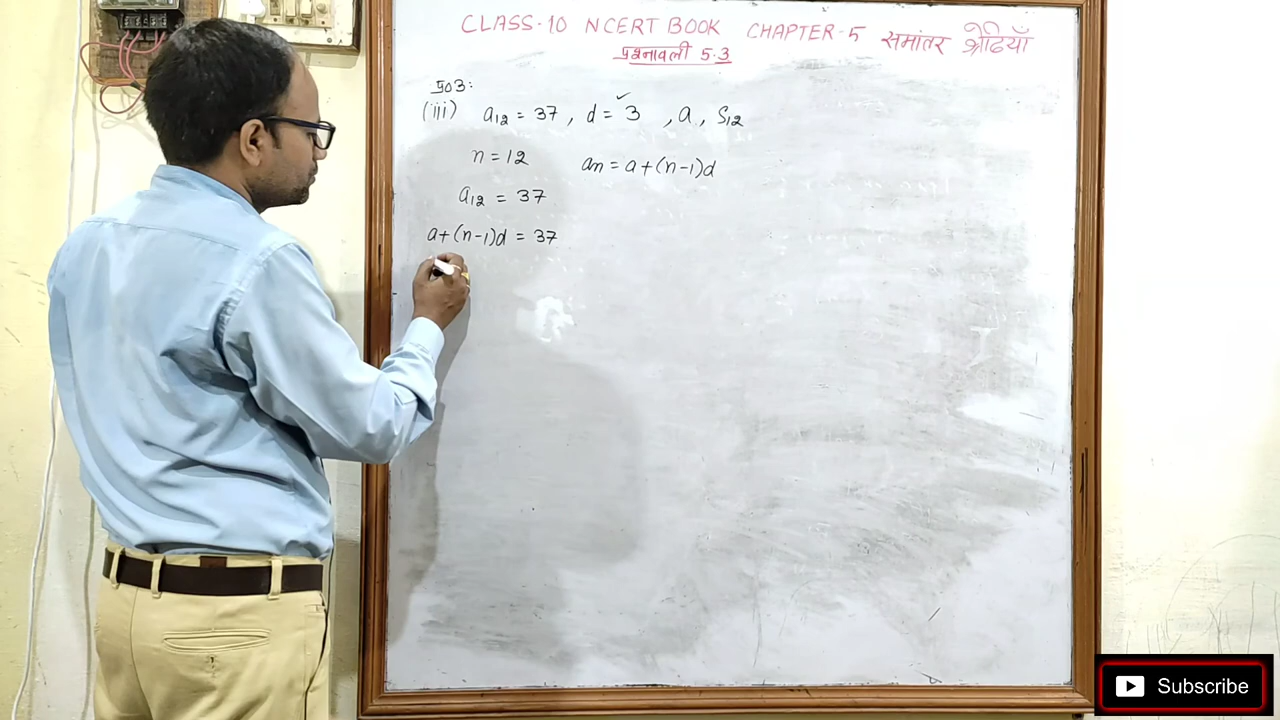 CLASS-10 NCERT BOOK CHAPTER-5 समांतर श्रेढियाँ
प्रश्नावली 5.3
प्र03:
(iii) a₁₂ = 37, d = 3 ✓, a, S₁₂
n = 12 an = a+(n-1)d
a₁₂ = 37
a+(n-1)d = 37
Subscribe